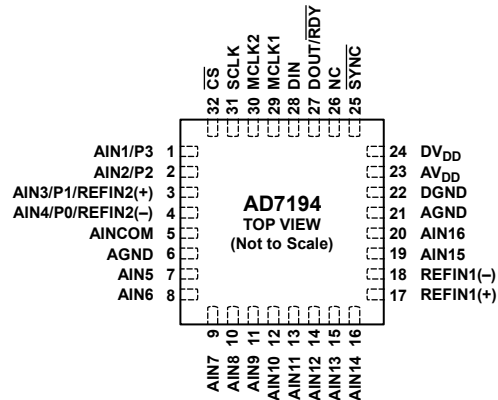 32 C̅S̅
31 SCLK
30 MCLK2
29 MCLK1
28 DIN
27 DOUT/R̅D̅Y̅
26 NC
25 S̅Y̅N̅C̅
AIN1/P3 1
AIN2/P2 2
AIN3/P1/REFIN2(+) 3
AIN4/P0/REFIN2(–) 4
AINCOM 5
AGND 6
AIN5 7
AIN6 8
AD7194
TOP VIEW
(Not to Scale)
24 DVDD
23 AVDD
22 DGND
21 AGND
20 AIN16
19 AIN15
18 REFIN1(–)
17 REFIN1(+)
AIN7 9
AIN8 10
AIN9 11
AIN10 12
AIN11 13
AIN12 14
AIN13 15
AIN14 16